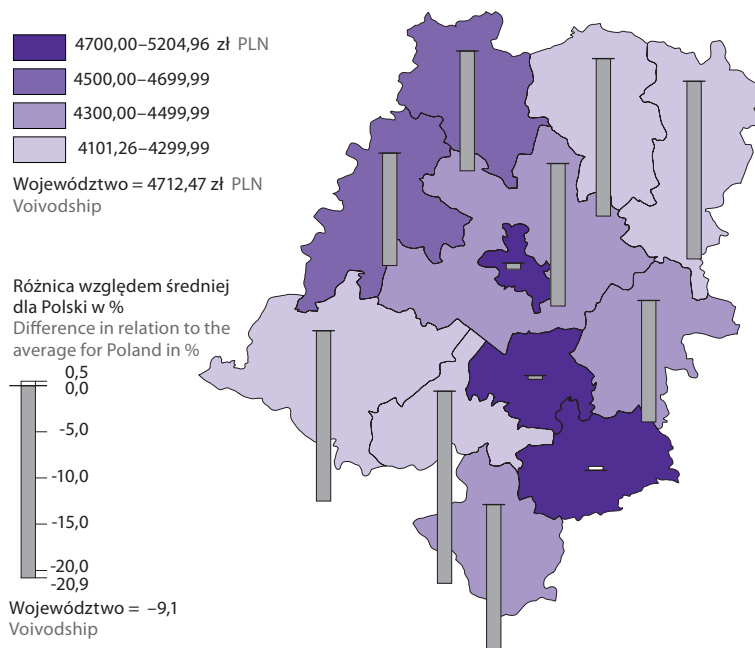 4700,00–5204,96 zł PLN
4500,00–4699,99
4300,00–4499,99
4101,26–4299,99
Województwo = 4712,47 zł PLN
Voivodship
Różnica względem średniej
dla Polski w %
Difference in relation to the
average for Poland in %
0,5
0,0
-5,0
-10,0
-15,0
-20,0
-20,9
Województwo = –9,1
Voivodship